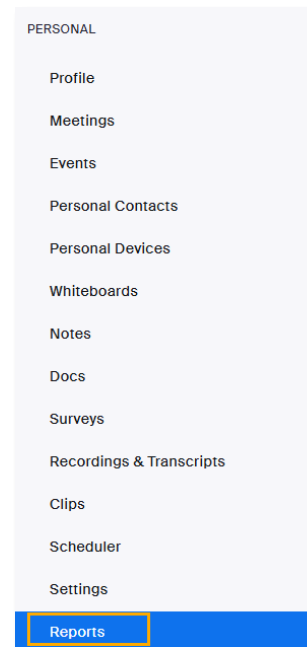 PERSONAL
Profile
Meetings
Events
Personal Contacts
Personal Devices
Whiteboards
Notes
Docs
Surveys
Recordings & Transcripts
Clips
Scheduler
Settings
Reports